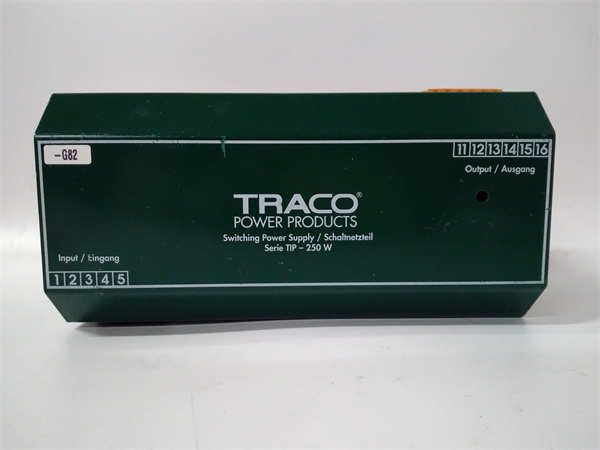 -G82
11 12 13 14 15 16
Output / Ausgang
TRACO®
POWER PRODUCTS
Switching Power Supply / Schaltnetzteil
Serie TIP – 250 W
Input / Eingang
1 2 3 4 5